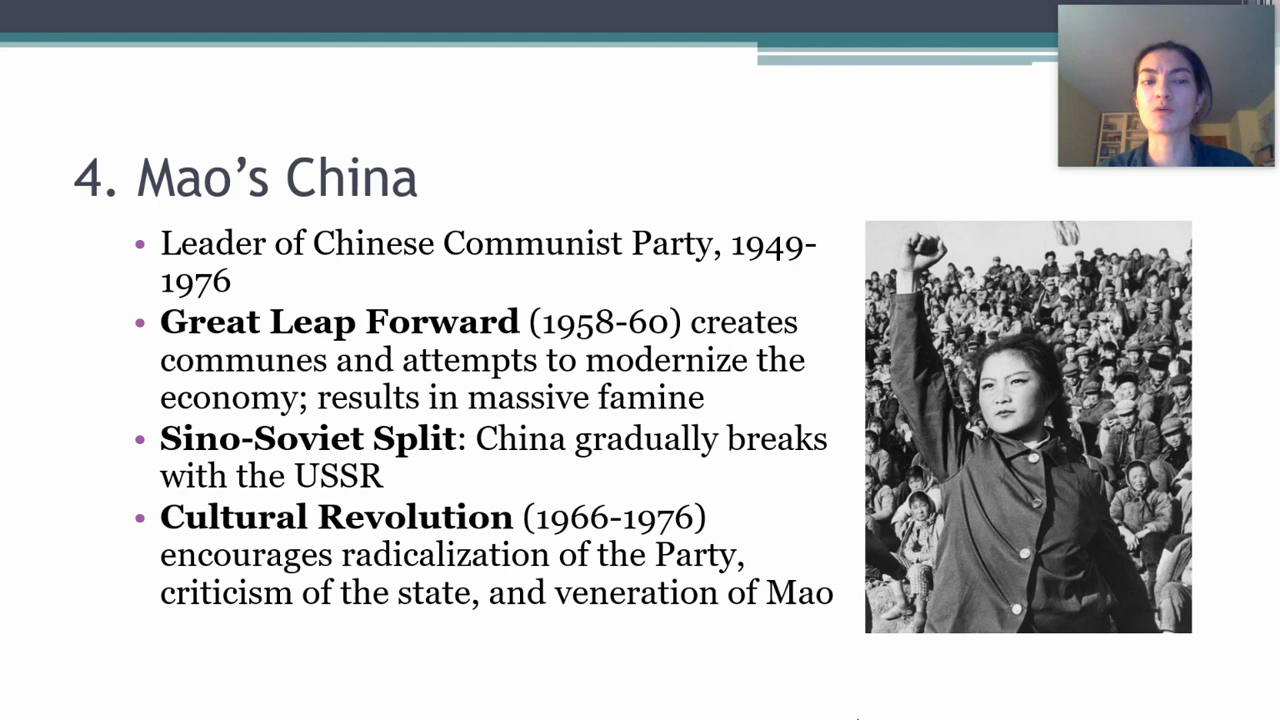 4. Mao’s China
• Leader of Chinese Communist Party, 1949-
1976
• Great Leap Forward (1958-60) creates
communes and attempts to modernize the
economy; results in massive famine
• Sino-Soviet Split: China gradually breaks
with the USSR
• Cultural Revolution (1966-1976)
encourages radicalization of the Party,
criticism of the state, and veneration of Mao